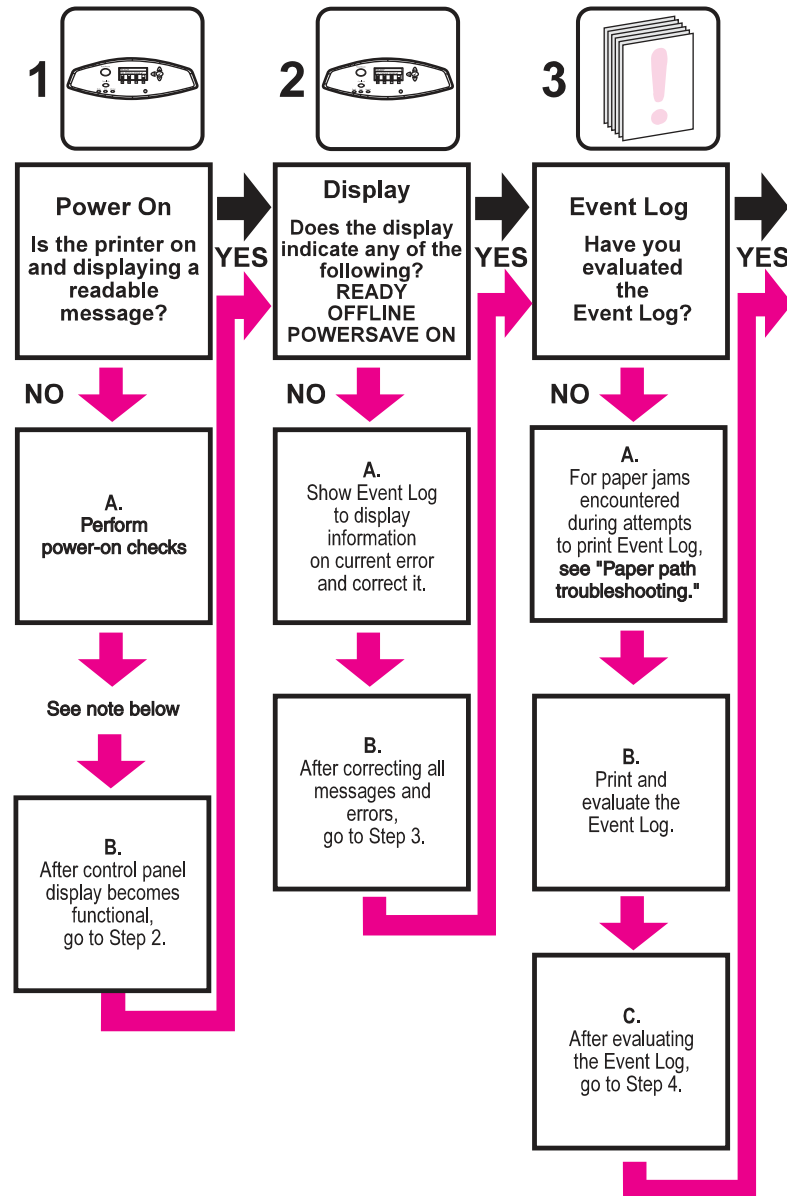 1
Power On
Is the printer on
and displaying a
readable
message?
YES
NO
A.
Perform
power-on checks
See note below
B.
After control panel
display becomes
functional,
go to Step 2.
2
Display
Does the display
indicate any of the
following?
READY
OFFLINE
POWERSAVE ON
YES
NO
A.
Show Event Log
to display
information
on current error
and correct it.
B.
After correcting all
messages and
errors,
go to Step 3.
3
Event Log
Have you
evaluated
the
Event Log?
YES
NO
A.
For paper jams
encountered
during attempts
to print Event Log,
see "Paper path
troubleshooting."
B.
Print and
evaluate the
Event Log.
C.
After evaluating
the Event Log,
go to Step 4.